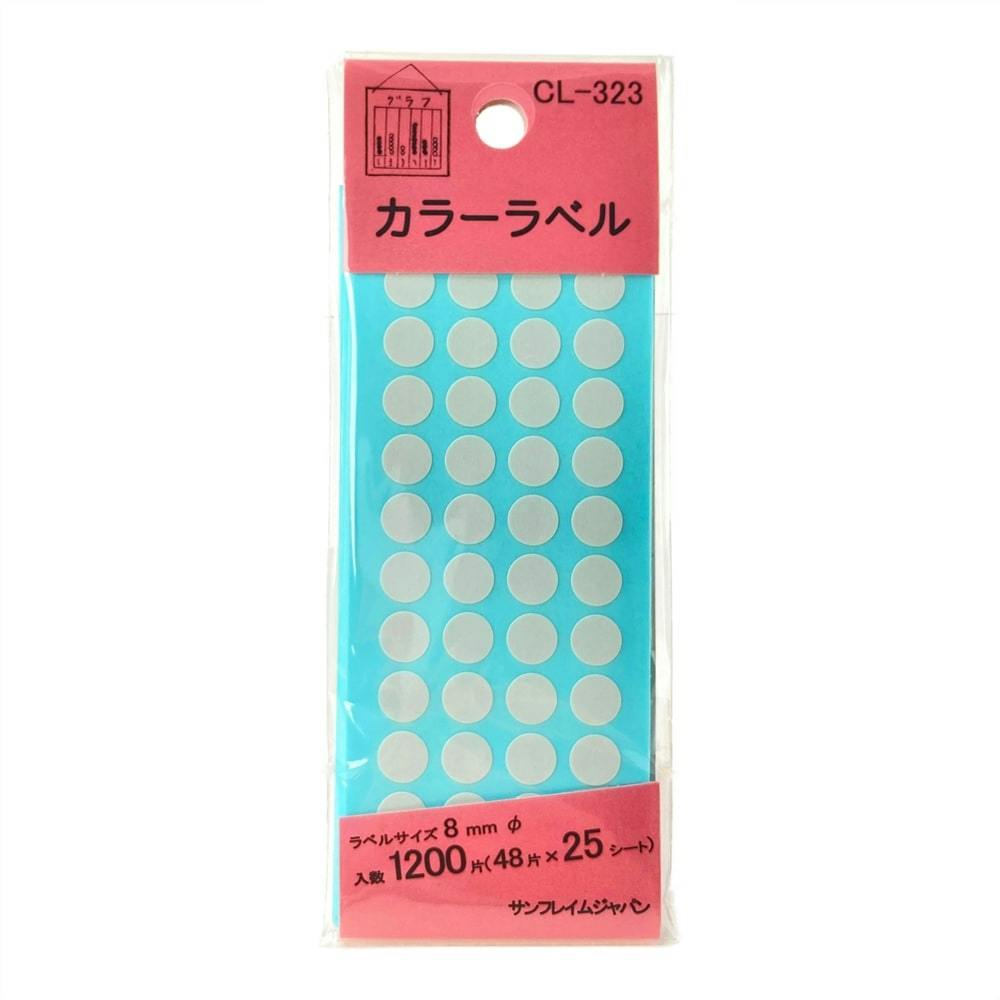 グラフ
CL-323
カラーラベル
ラベルサイズ 8 mm φ
入数 1200片(48片×25シート)
サンフレイムジャパン